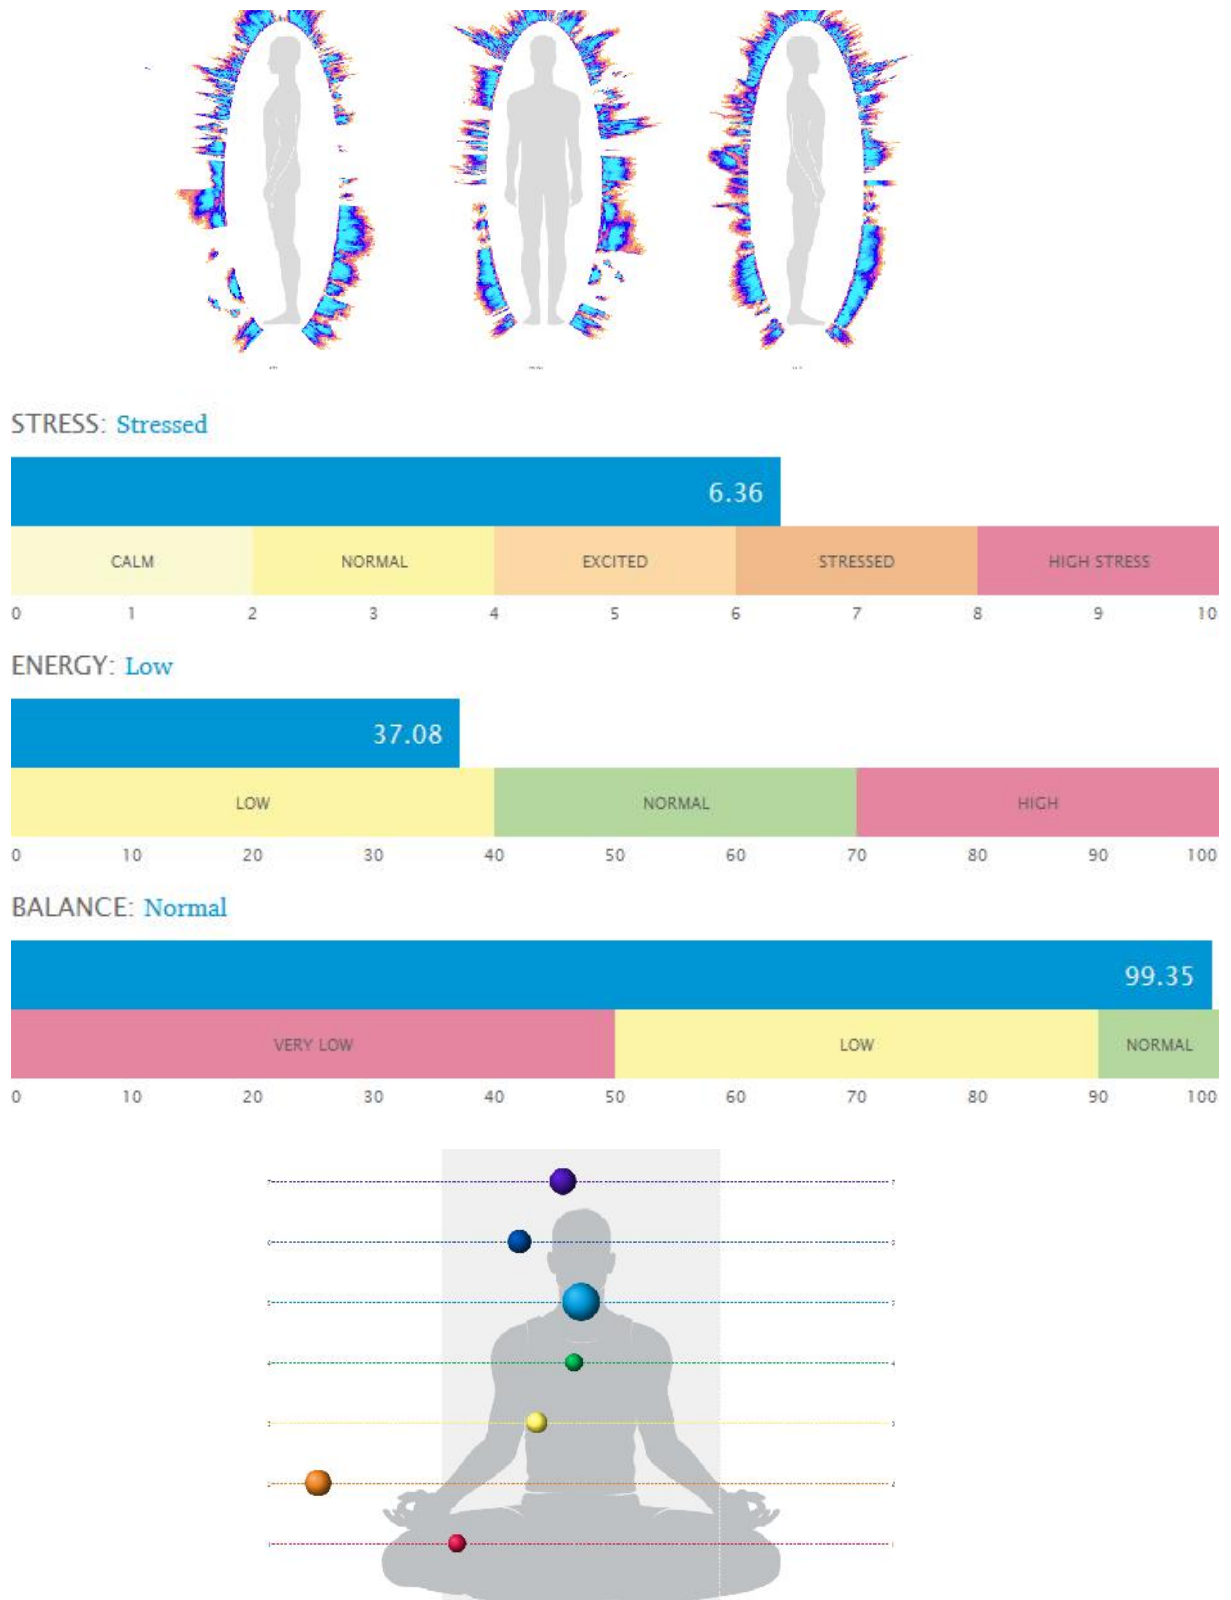 STRESS: Stressed
6.36
CALM NORMAL EXCITED STRESSED HIGH STRESS
0 1 2 3 4 5 6 7 8 9 10
ENERGY: Low
37.08
LOW NORMAL HIGH
0 10 20 30 40 50 60 70 80 90 100
BALANCE: Normal
99.35
VERY LOW LOW NORMAL
0 10 20 30 40 50 60 70 80 90 100